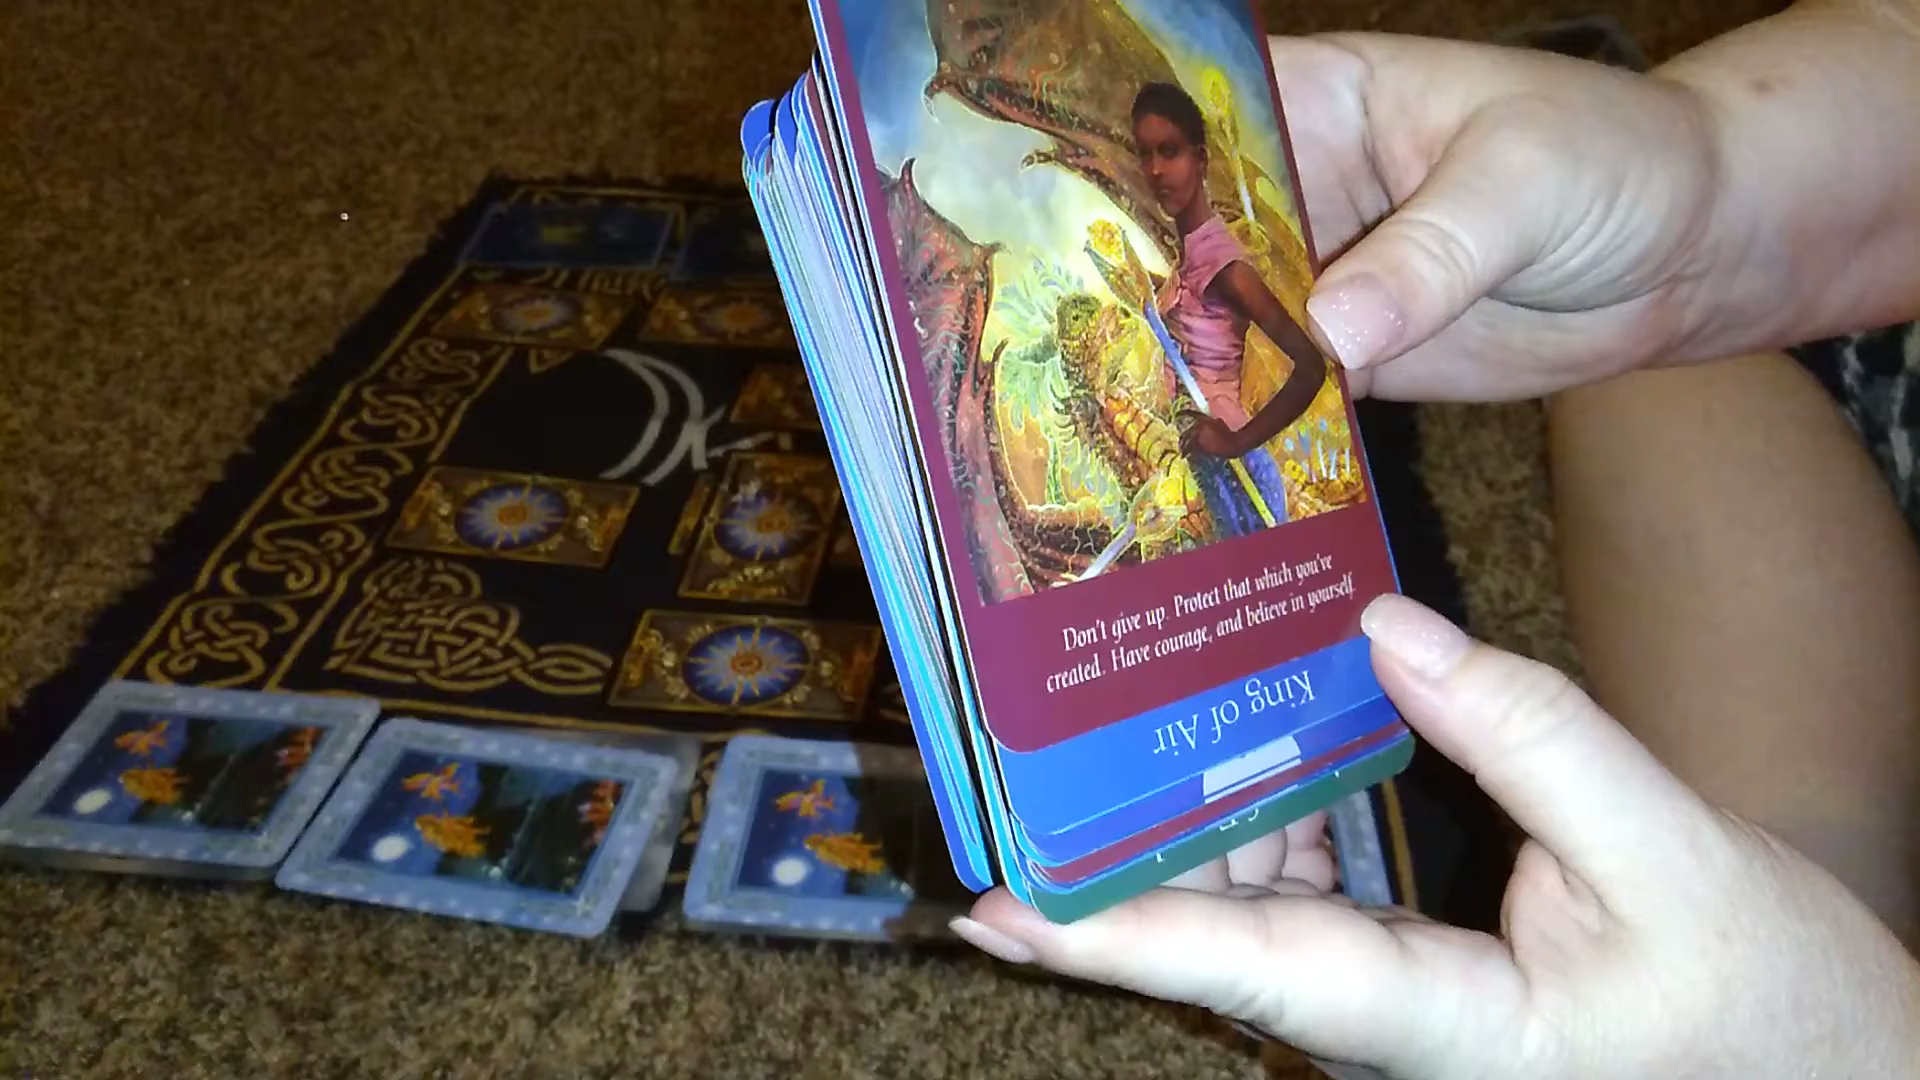 Don't give up. Protect that which you've
created. Have courage, and believe in yourself.
King of Air